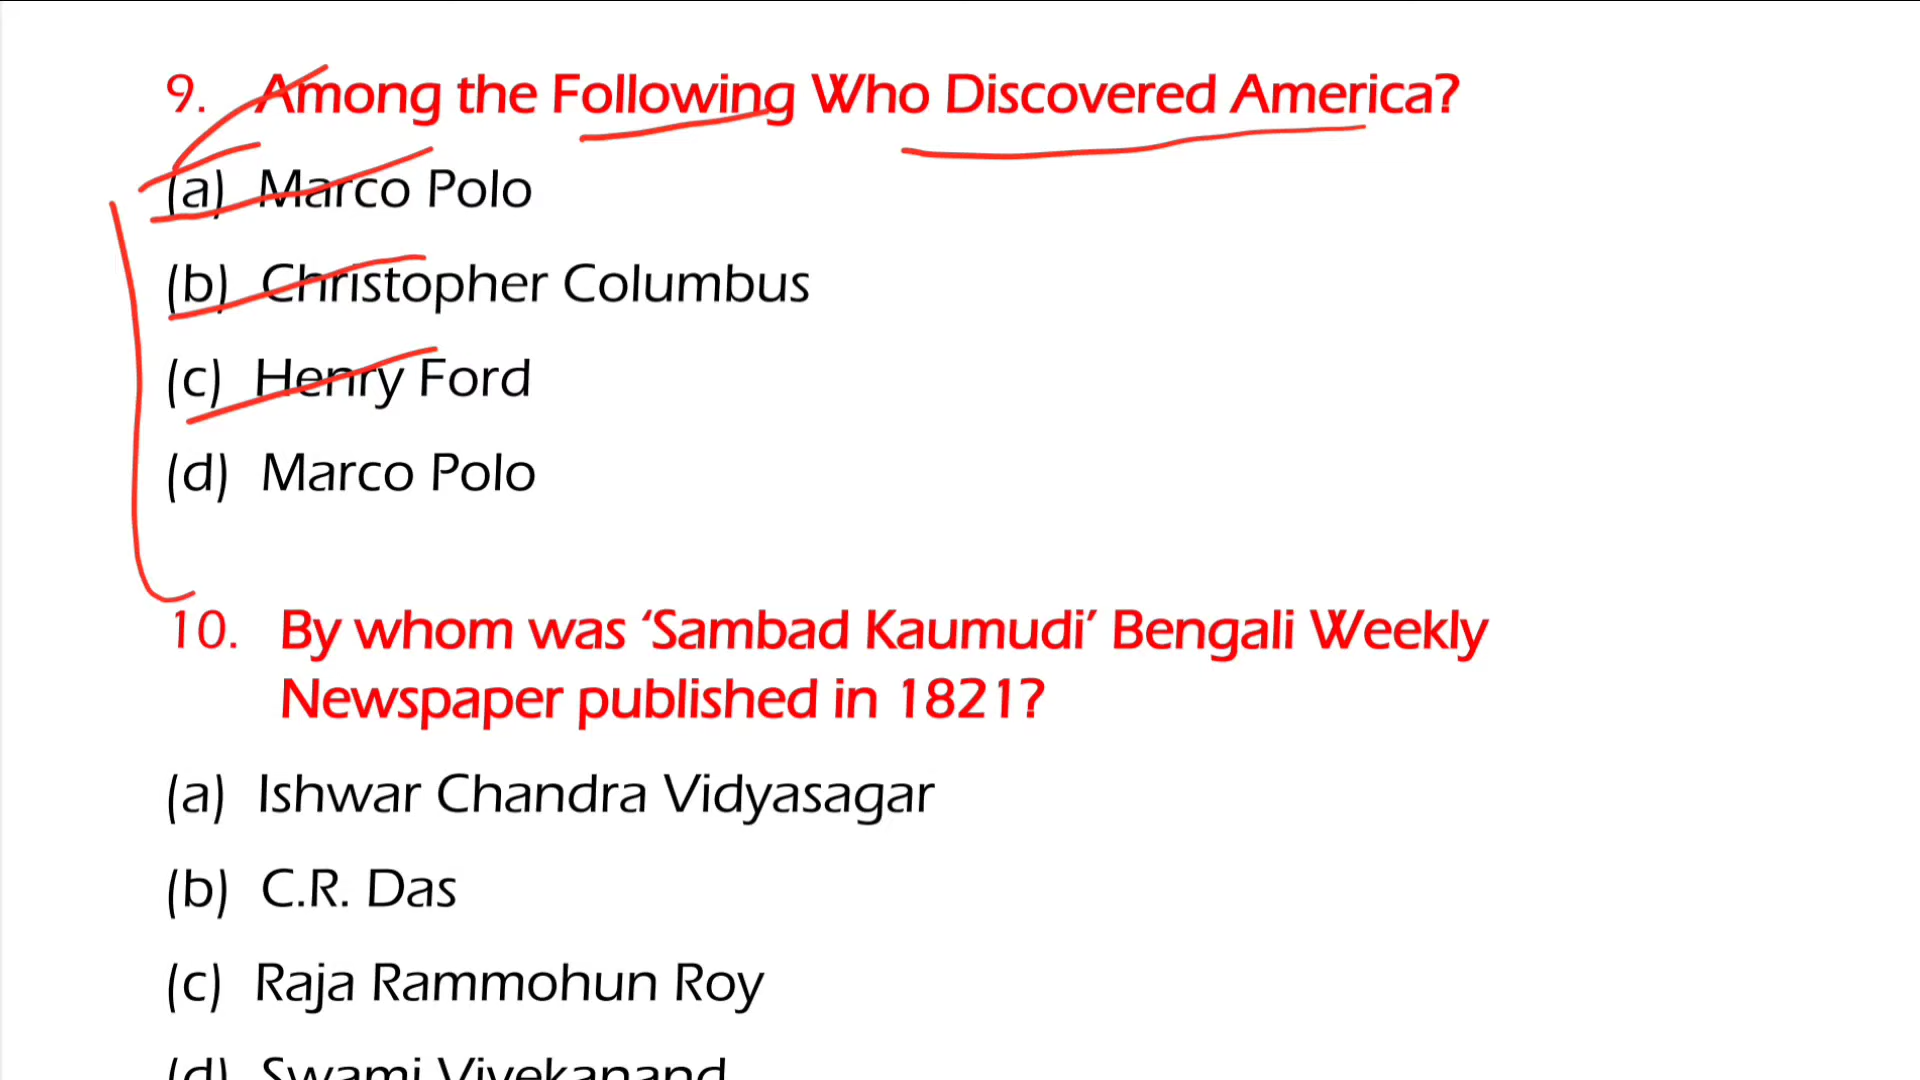 9. Among the Following Who Discovered America?
(a) Marco Polo
(b) Christopher Columbus
(c) Henry Ford
(d) Marco Polo
10. By whom was ‘Sambad Kaumudi’ Bengali Weekly
Newspaper published in 1821?
(a) Ishwar Chandra Vidyasagar
(b) C.R. Das
(c) Raja Rammohun Roy
(d) Swami Vivekanand